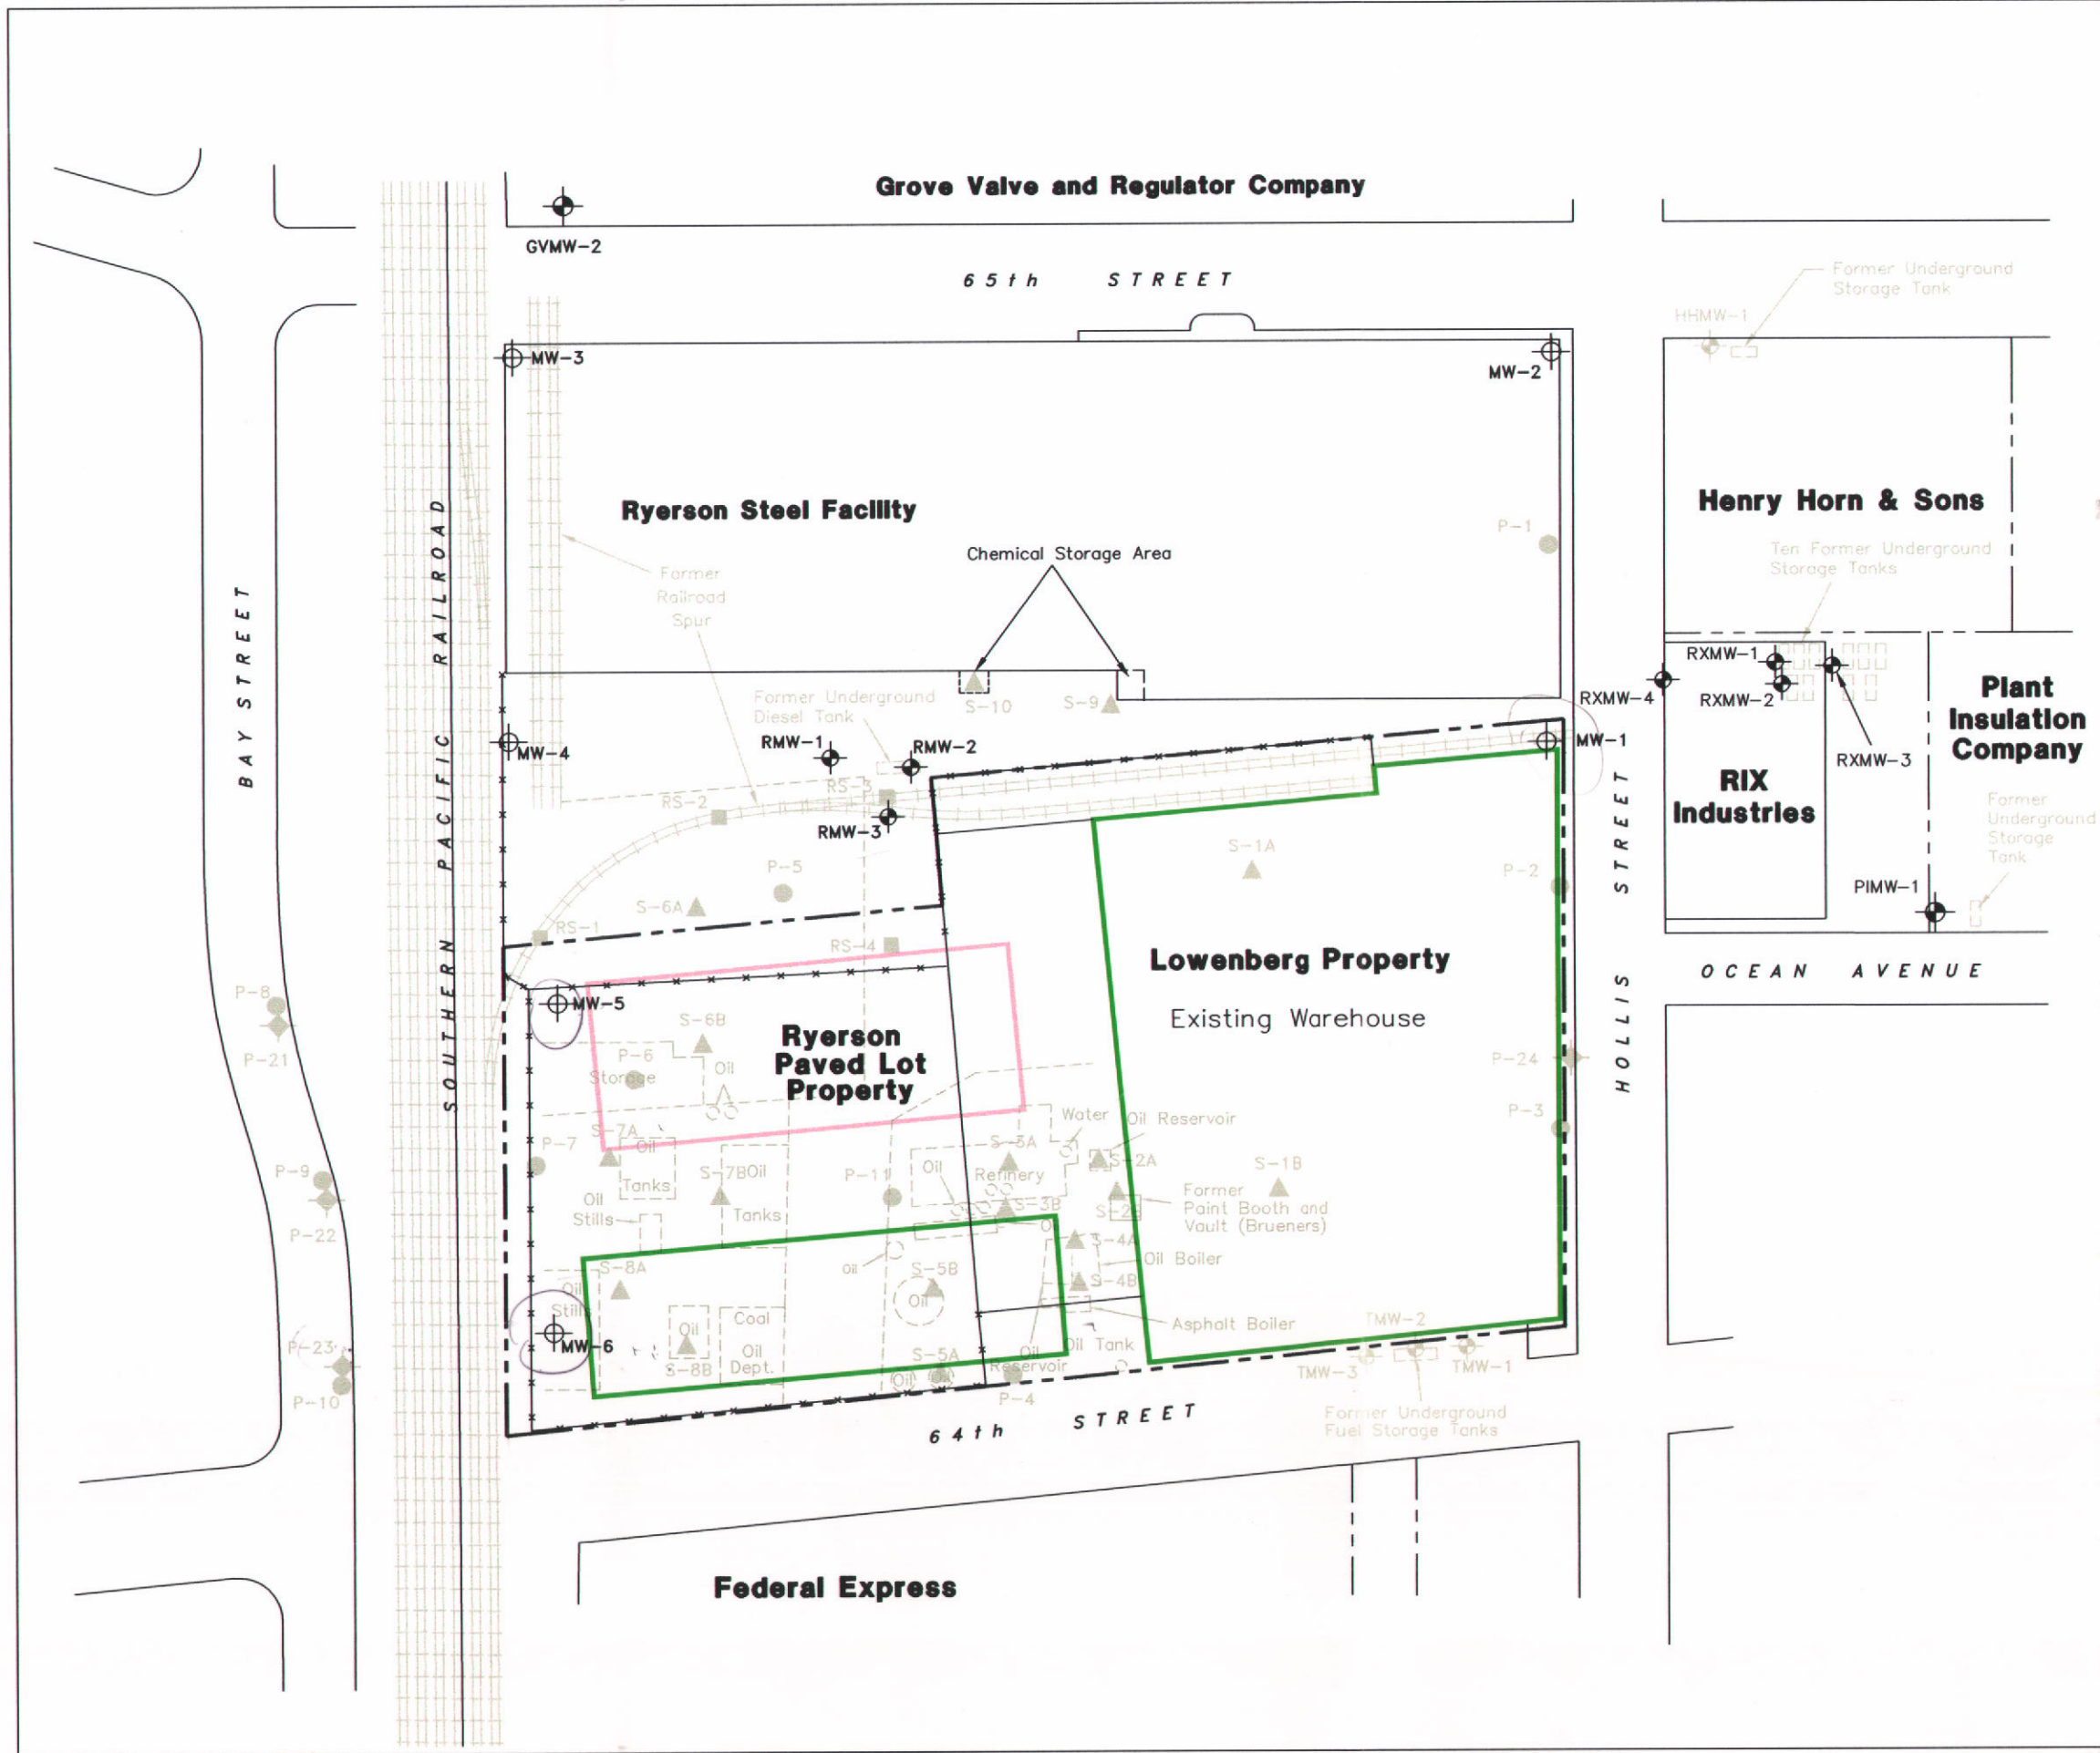 Grove Valve and Regulator Company
GVMW-2
65th STREET
Former Underground
Storage Tank
HHMW-1
MW-3
MW-2
Ryerson Steel Facility
Henry Horn & Sons
P-1
Chemical Storage Area
Ten Former Underground
Storage Tanks
Former
Railroad
Spur
SOUTHERN PACIFIC RAILROAD
BAY STREET
RXMW-1
RXMW-4
RXMW-2
RXMW-3
Plant
Insulation
Company
Former Underground
Diesel Tank
S-10
S-9
RMW-1
RMW-2
MW-4
MW-1
RIX
Industries
RS-2
RS-3
RMW-3
HOLLIS STREET
Former
Underground
Storage
Tank
S-1A
P-5
P-2
PIMW-1
S-6A
RS-1
RS-4
Lowenberg Property
Existing Warehouse
OCEAN AVENUE
P-8
P-21
MW-5
S-6B
Ryerson
Paved Lot
Property
P-6
Storage
Oil
P-24
P-3
Water
Oil Reservoir
S-7A
P-7
Oil
Tanks
S-7B
Oil
Tanks
P-11
Oil
S-3A
Refinery
S-2A
S-1B
P-9
P-22
Oil
Stills
S-3B
Former
Paint Booth and
Vault (Brueners)
S-4A
Oil Boiler
S-8A
Oil
Stills
Oil
S-5B
Oil
S-4B
Coal
Oil
Asphalt Boiler
MW-6
P-23
Oil
Dept.
S-8B
S-5A
Oil
Oil
Reservoir
Oil Tank
TMW-2
TMW-3
TMW-1
P-10
P-4
64th STREET
Former Underground
Fuel Storage Tanks
Federal Express